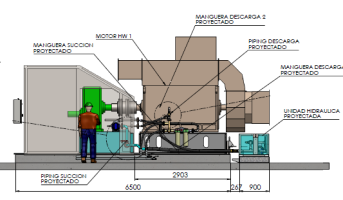 MANGUERA DESCARGA 2
PROYECTADO
MOTOR HW 1
PIPING DESCARGA
PROYECTADO
MANGUERA SUCCION
PROYECTADO
MANGUERA DESCARGA
PROYECTADO
UNIDAD HIDRAULICA
PROYECTADA
PIPING SUCCION
PROYECTADO
2903
6500
267
900